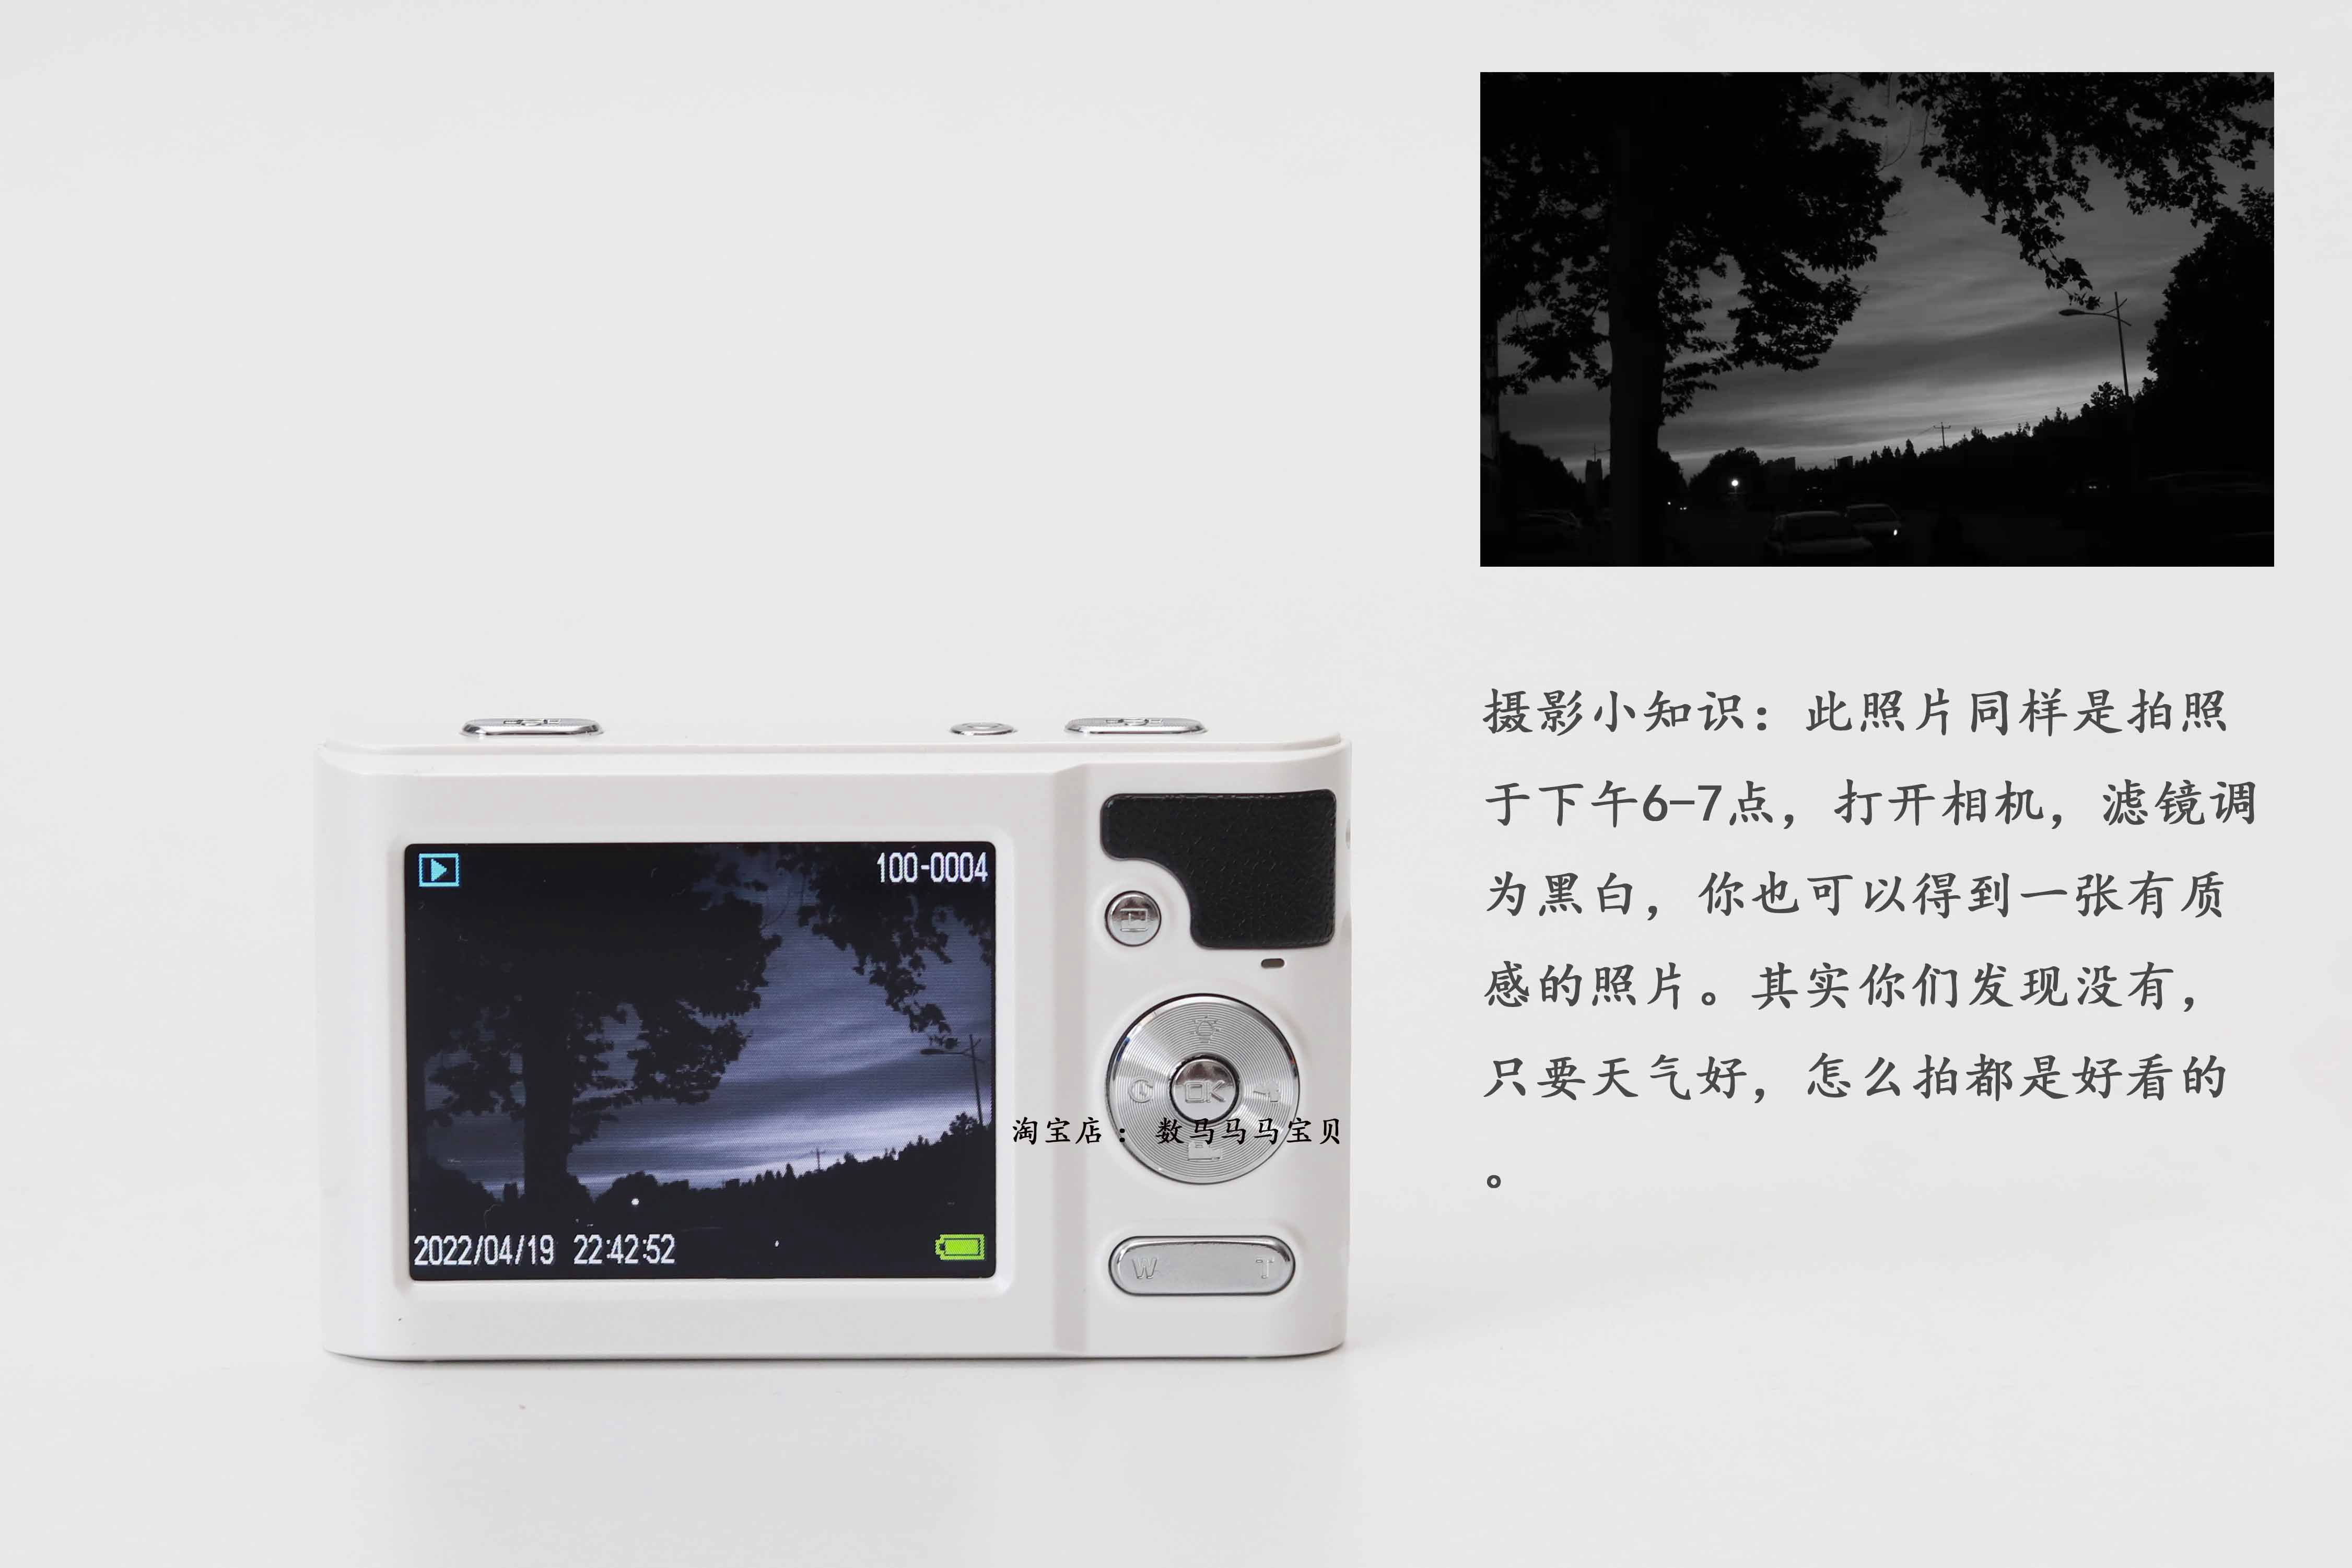 摄影小知识：此照片同样是拍照
于下午6-7点，打开相机，滤镜调
为黑白，你也可以得到一张有质
感的照片。其实你们发现没有，
只要天气好，怎么拍都是好看的
。
100-0004
OK
淘宝店： 数马马马宝贝
2022/04/19 22:42:52
W T